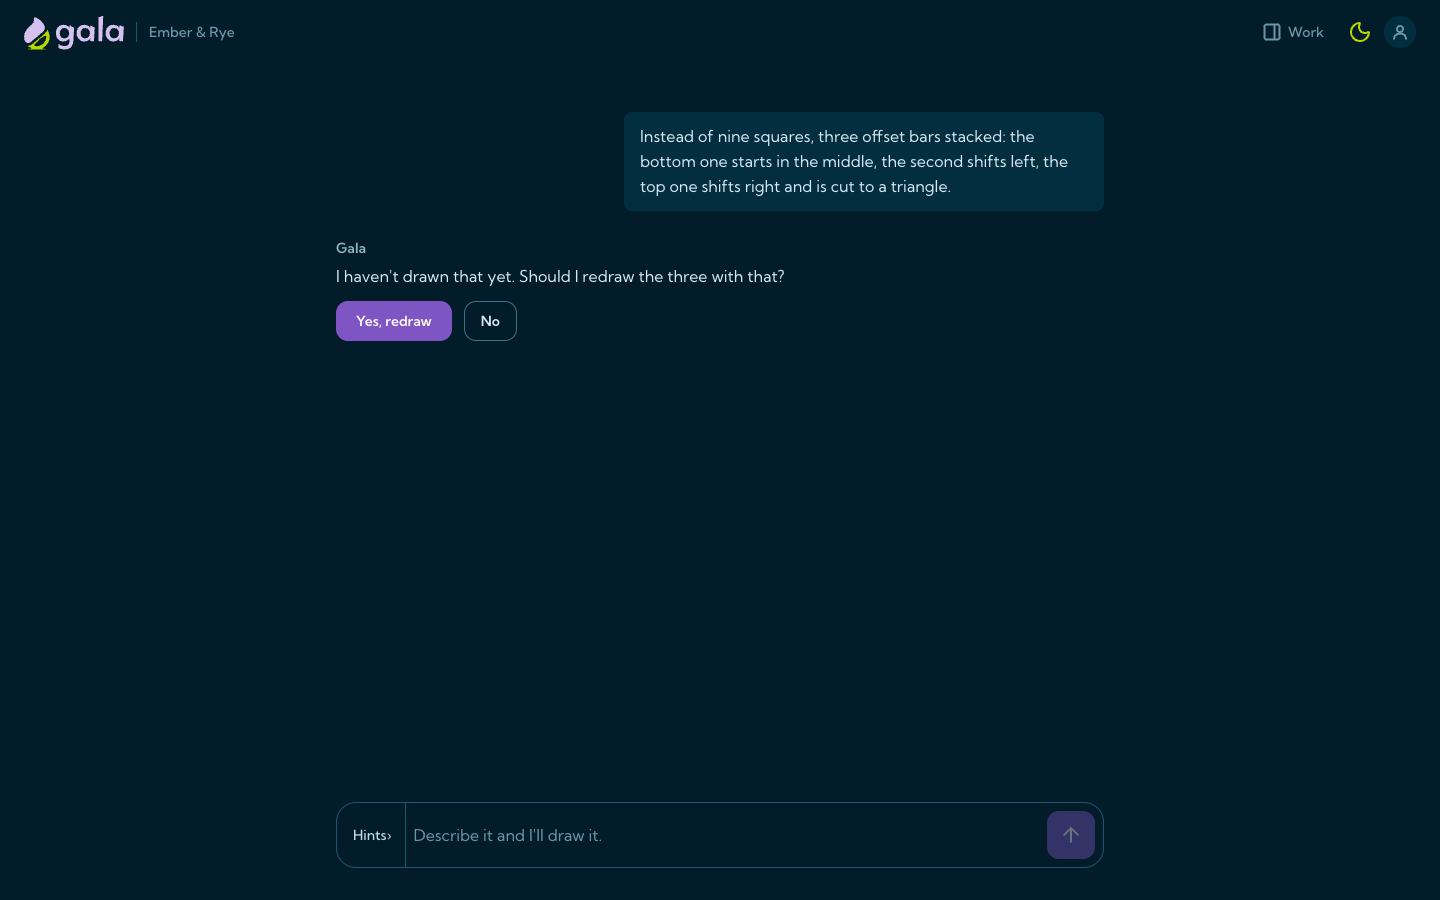 gala
Ember & Rye
Work
Instead of nine squares, three offset bars stacked: the
bottom one starts in the middle, the second shifts left, the
top one shifts right and is cut to a triangle.
Gala
I haven't drawn that yet. Should I redraw the three with that?
Yes, redraw
No
Hints›
Describe it and I'll draw it.